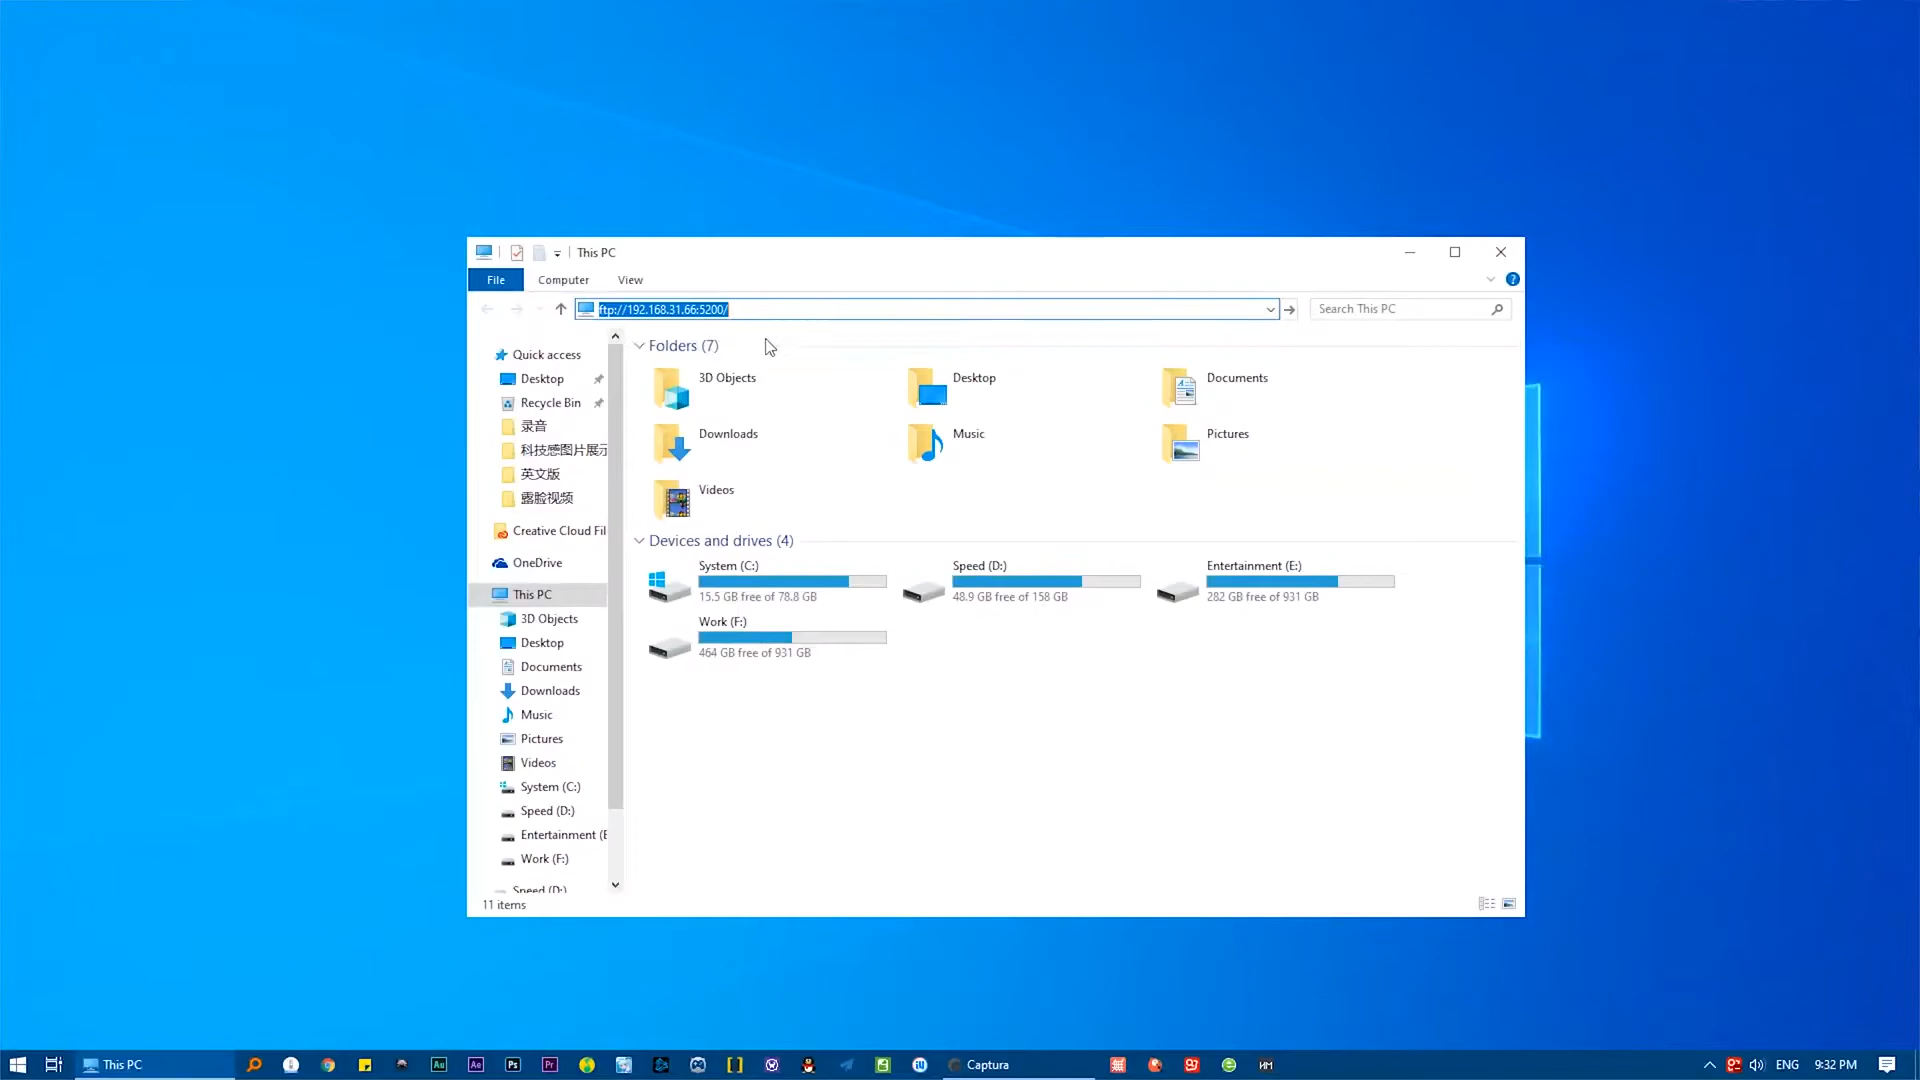 This PC
File
Computer
View
ftp://192.168.31.66:5200/
Search This PC
Quick access
Desktop
Recycle Bin
录音
科技感图片展示
英文版
露脸视频
Creative Cloud Fil
OneDrive
This PC
3D Objects
Desktop
Documents
Downloads
Music
Pictures
Videos
System (C:)
Speed (D:)
Entertainment (E
Work (F:)
Speed (D:)
Folders (7)
3D Objects
Desktop
Documents
Downloads
Music
Pictures
Videos
Devices and drives (4)
System (C:)
15.5 GB free of 78.8 GB
Speed (D:)
48.9 GB free of 158 GB
Entertainment (E:)
282 GB free of 931 GB
Work (F:)
464 GB free of 931 GB
11 items
This PC
Au
Ae
Ps
Pr
Captura
ENG
9:32 PM